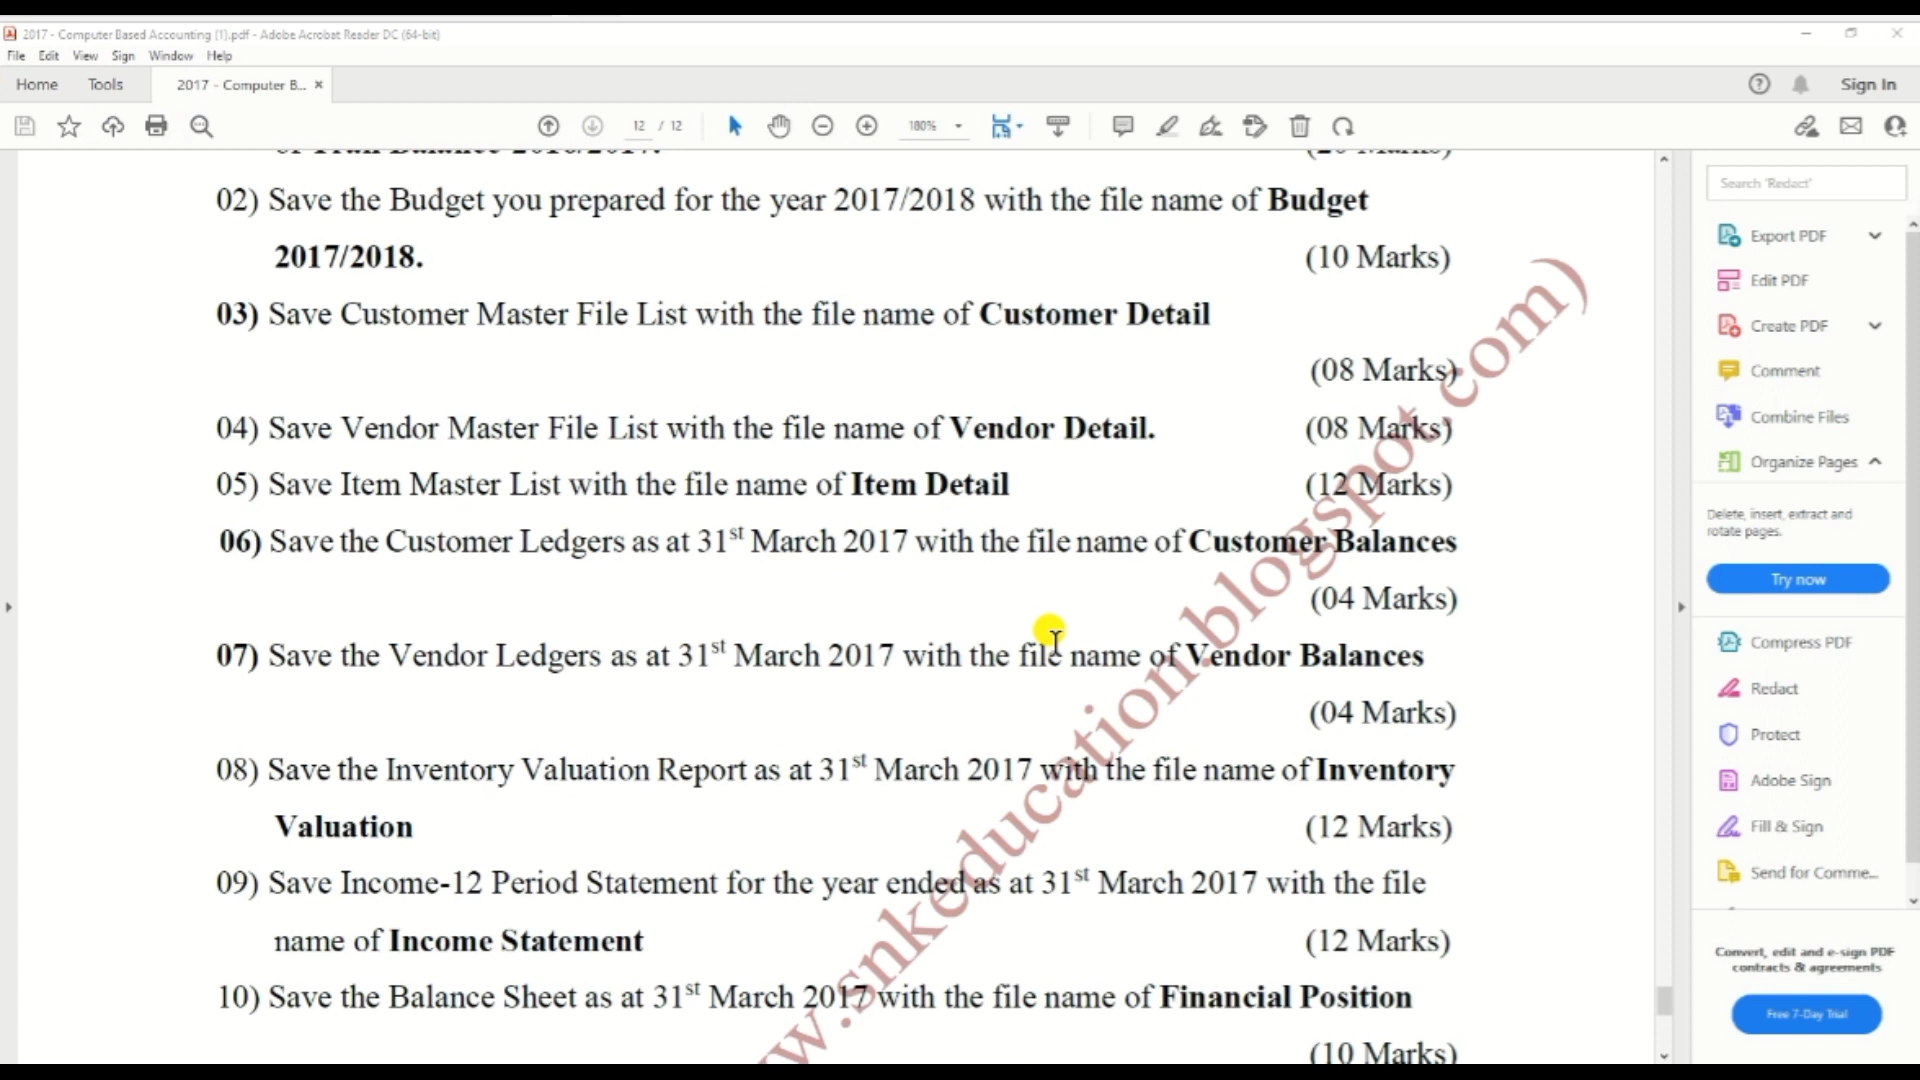 2017 - Computer Based Accounting (1).pdf - Adobe Acrobat Reader DC (64-bit)
File Edit View Sign Window Help
Home Tools 2017 - Computer B... × Sign In
12 / 12 180%
02) Save the Budget you prepared for the year 2017/2018 with the file name of Budget
2017/2018. (10 Marks)
03) Save Customer Master File List with the file name of Customer Detail
(08 Marks)
04) Save Vendor Master File List with the file name of Vendor Detail. (08 Marks)
05) Save Item Master List with the file name of Item Detail (12 Marks)
06) Save the Customer Ledgers as at 31st March 2017 with the file name of Customer Balances
(04 Marks)
07) Save the Vendor Ledgers as at 31st March 2017 with the file name of Vendor Balances
(04 Marks)
08) Save the Inventory Valuation Report as at 31st March 2017 with the file name of Inventory
Valuation (12 Marks)
09) Save Income-12 Period Statement for the year ended as at 31st March 2017 with the file
name of Income Statement (12 Marks)
10) Save the Balance Sheet as at 31st March 2017 with the file name of Financial Position
(10 Marks)
w.snkeducation.blogspot.com)
Search 'Redact'
Export PDF
Edit PDF
Create PDF
Comment
Combine Files
Organize Pages
Delete, insert, extract and
rotate pages.
Try now
Compress PDF
Redact
Protect
Adobe Sign
Fill & Sign
Send for Comme...
Convert, edit and e-sign PDF
contracts & agreements
Free 7-Day Trial